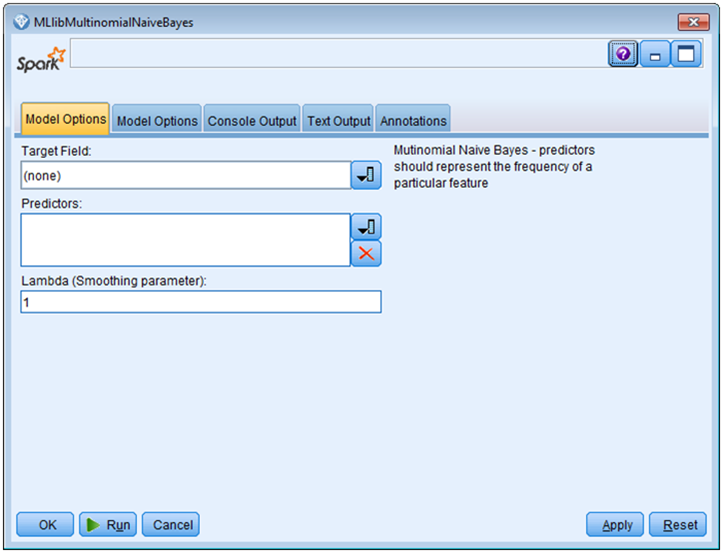 MLlibMultinomialNaiveBayes
Spark
Model Options
Model Options
Console Output
Text Output
Annotations
Target Field:
(none)
Predictors:
Lambda (Smoothing parameter):
1
Mutinomial Naive Bayes - predictors
should represent the frequency of a
particular feature
OK
Run
Cancel
Apply
Reset